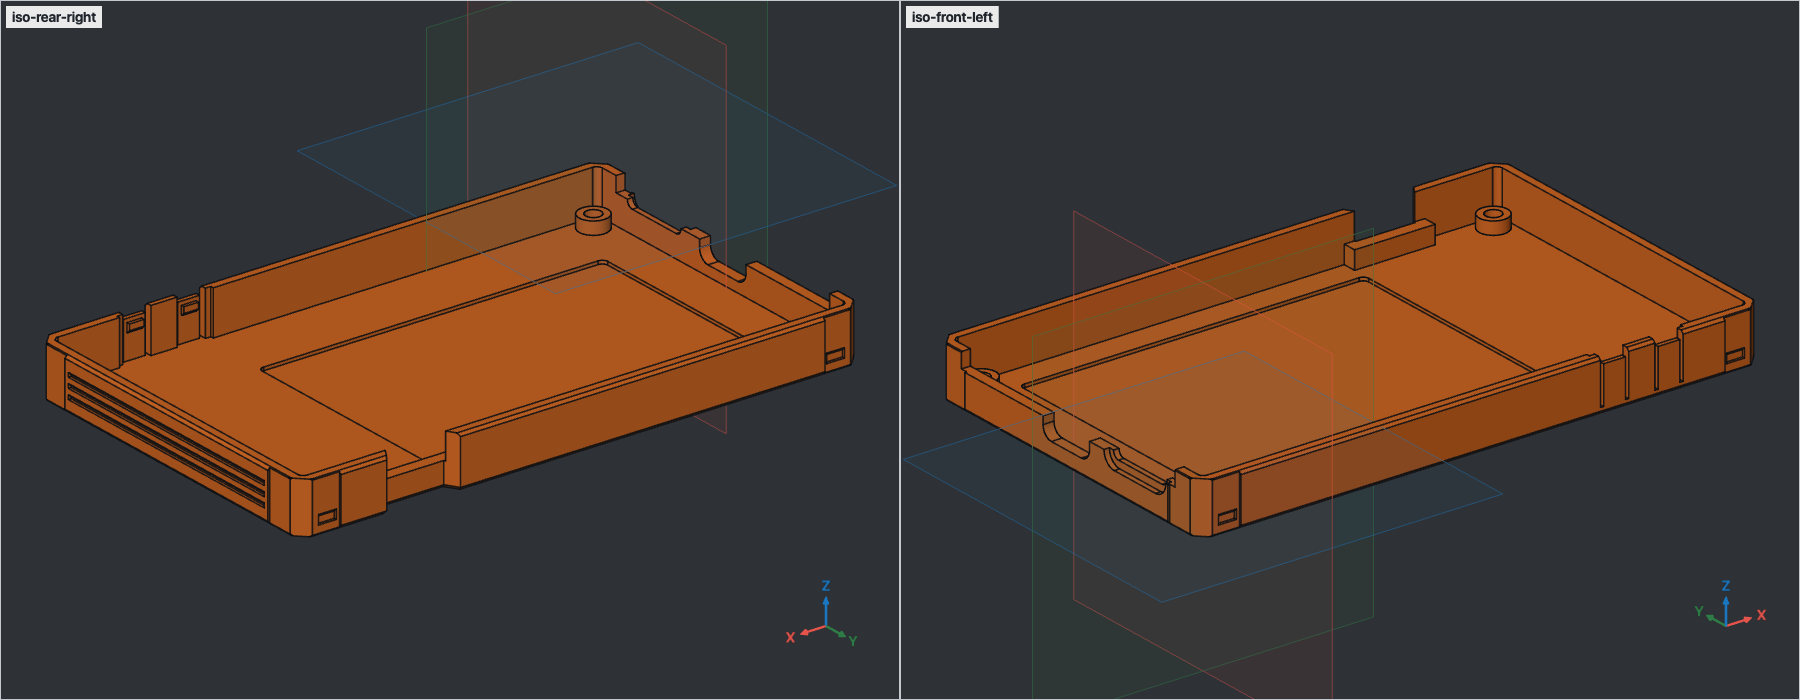 iso-rear-right
iso-front-left
Z
X
Y
Z
Y
X